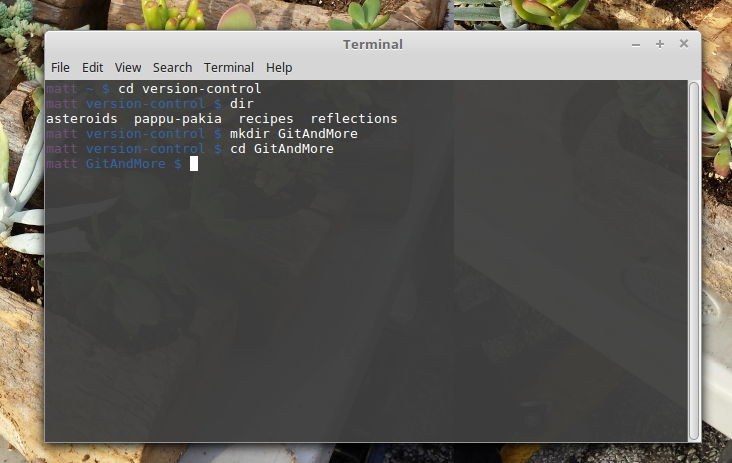 Terminal
File Edit View Search Terminal Help
matt ~ $ cd version-control
matt version-control $ dir
asteroids  pappu-pakia  recipes  reflections
matt version-control $ mkdir GitAndMore
matt version-control $ cd GitAndMore
matt GitAndMore $